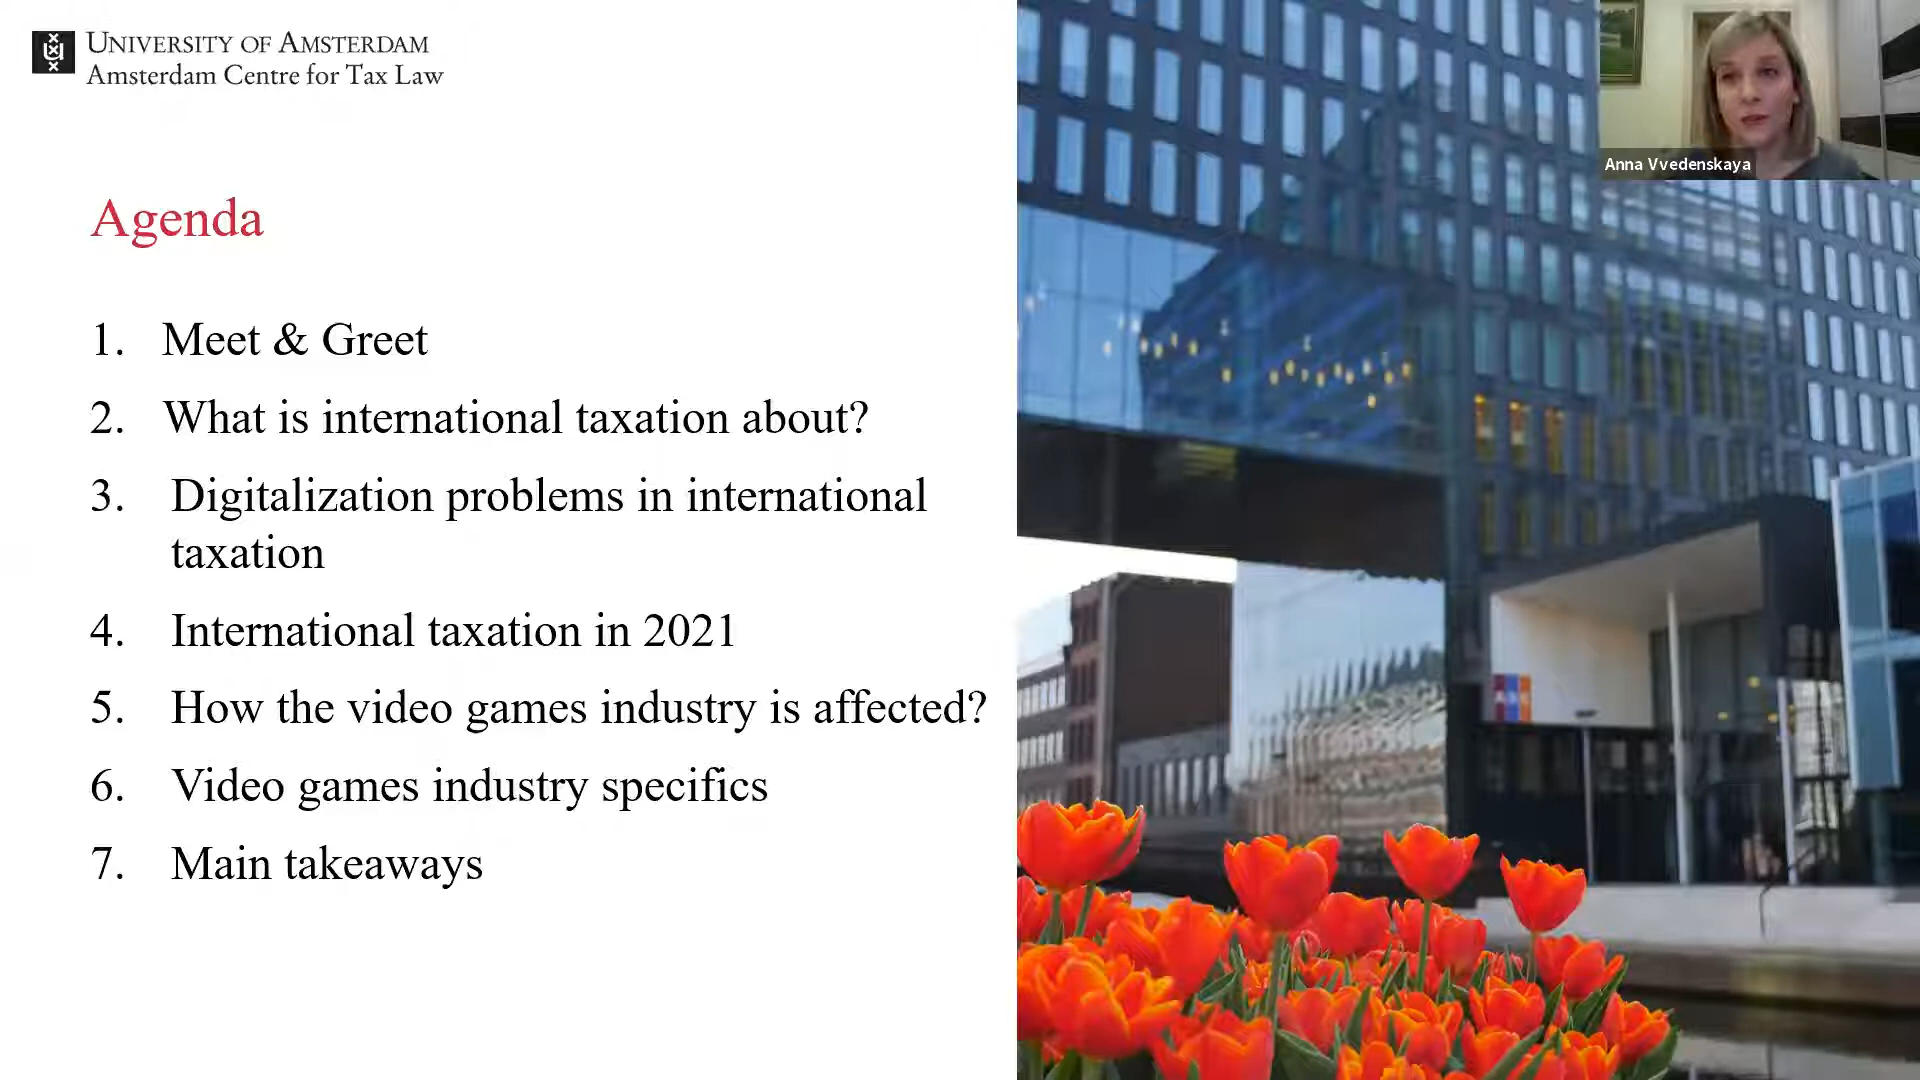 UNIVERSITY OF AMSTERDAM
Amsterdam Centre for Tax Law
Anna Vvedenskaya
Agenda
1. Meet & Greet
2. What is international taxation about?
3. Digitalization problems in international
taxation
4. International taxation in 2021
5. How the video games industry is affected?
6. Video games industry specifics
7. Main takeaways